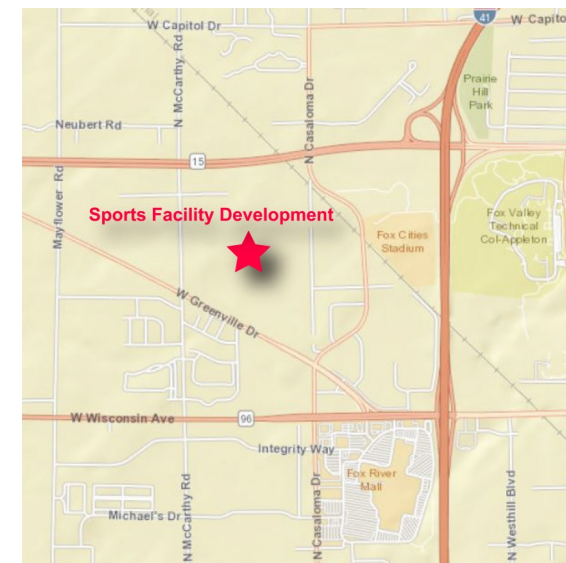 W Capitol Dr
41
W Capito
N McCarthy Rd
N Casaloma Dr
Prairie
Hill
Park
Neubert Rd
15
Mayflower Rd
Sports Facility Development
Fox Cities
Stadium
Fox Valley
Technical
Col-Appleton
W Greenville Dr
W Wisconsin Ave
96
Integrity Way
Fox River
Mall
Michael's Dr
N McCarthy Rd
N Casaloma Dr
N Westhill Blvd